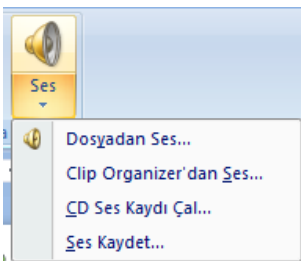 Ses
Dosyadan Ses...
Clip Organizer'dan Ses...
CD Ses Kaydı Çal...
Ses Kaydet...